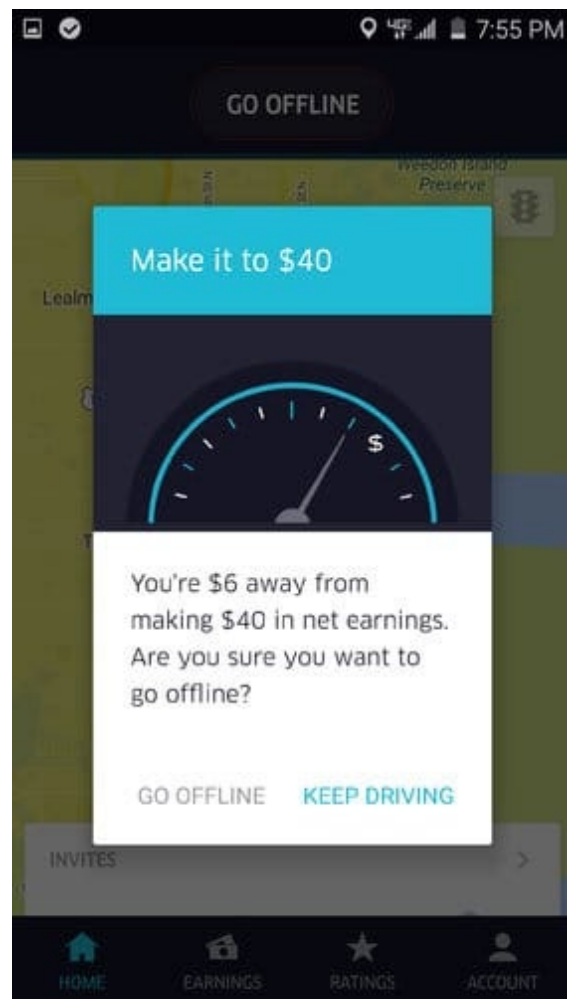 7:55 PM
GO OFFLINE
Weedon Island
Preserve
Lealm
Make it to $40
$
You're $6 away from
making $40 in net earnings.
Are you sure you want to
go offline?
GO OFFLINE KEEP DRIVING
INVITES
HOME EARNINGS RATINGS ACCOUNT